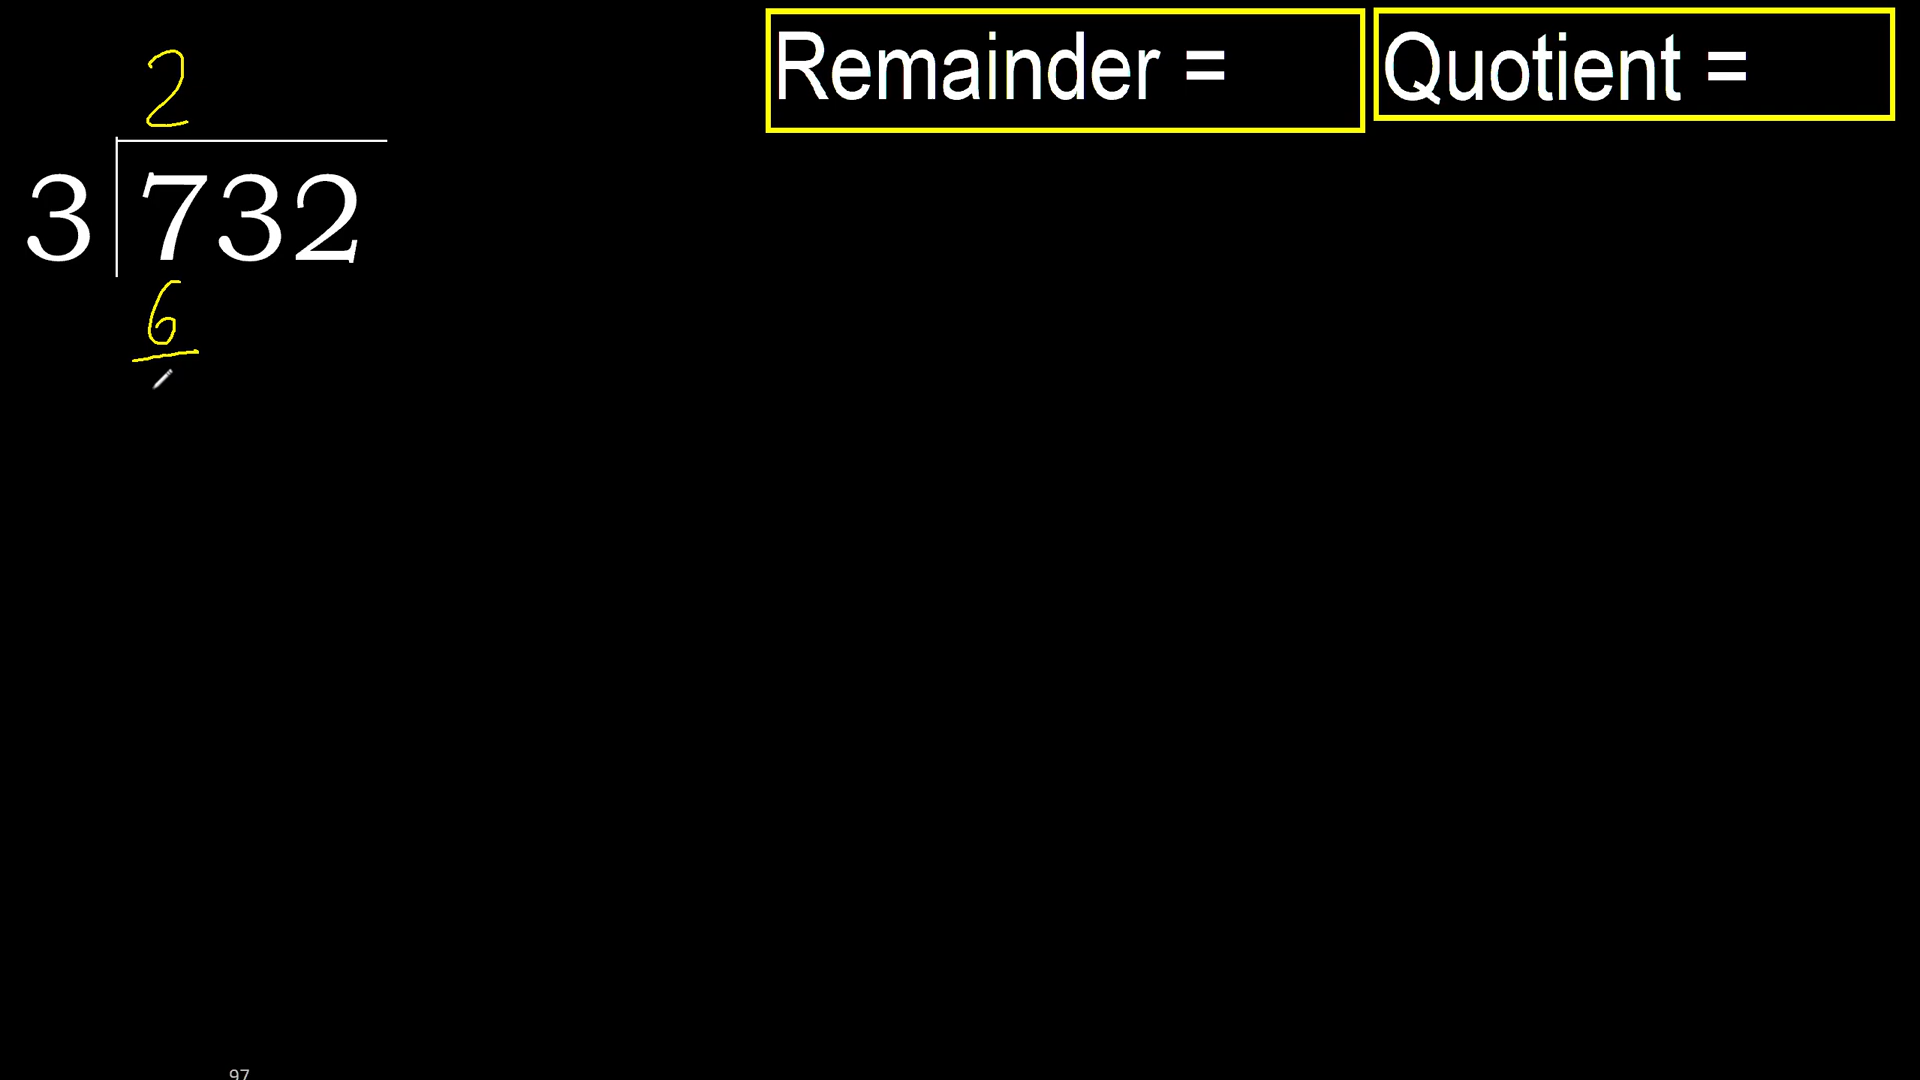 2
Remainder =
Quotient =
3 732
6
97